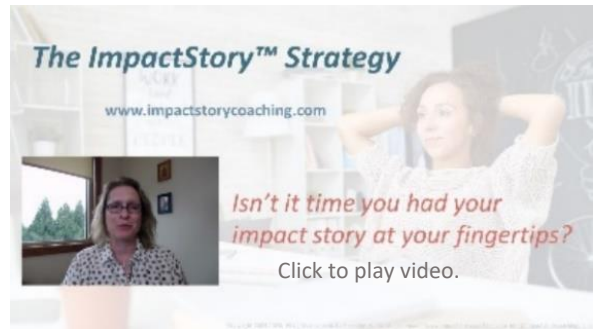 The ImpactStory™ Strategy
www.impactstorycoaching.com
Isn't it time you had your
impact story at your fingertips?
Click to play video.